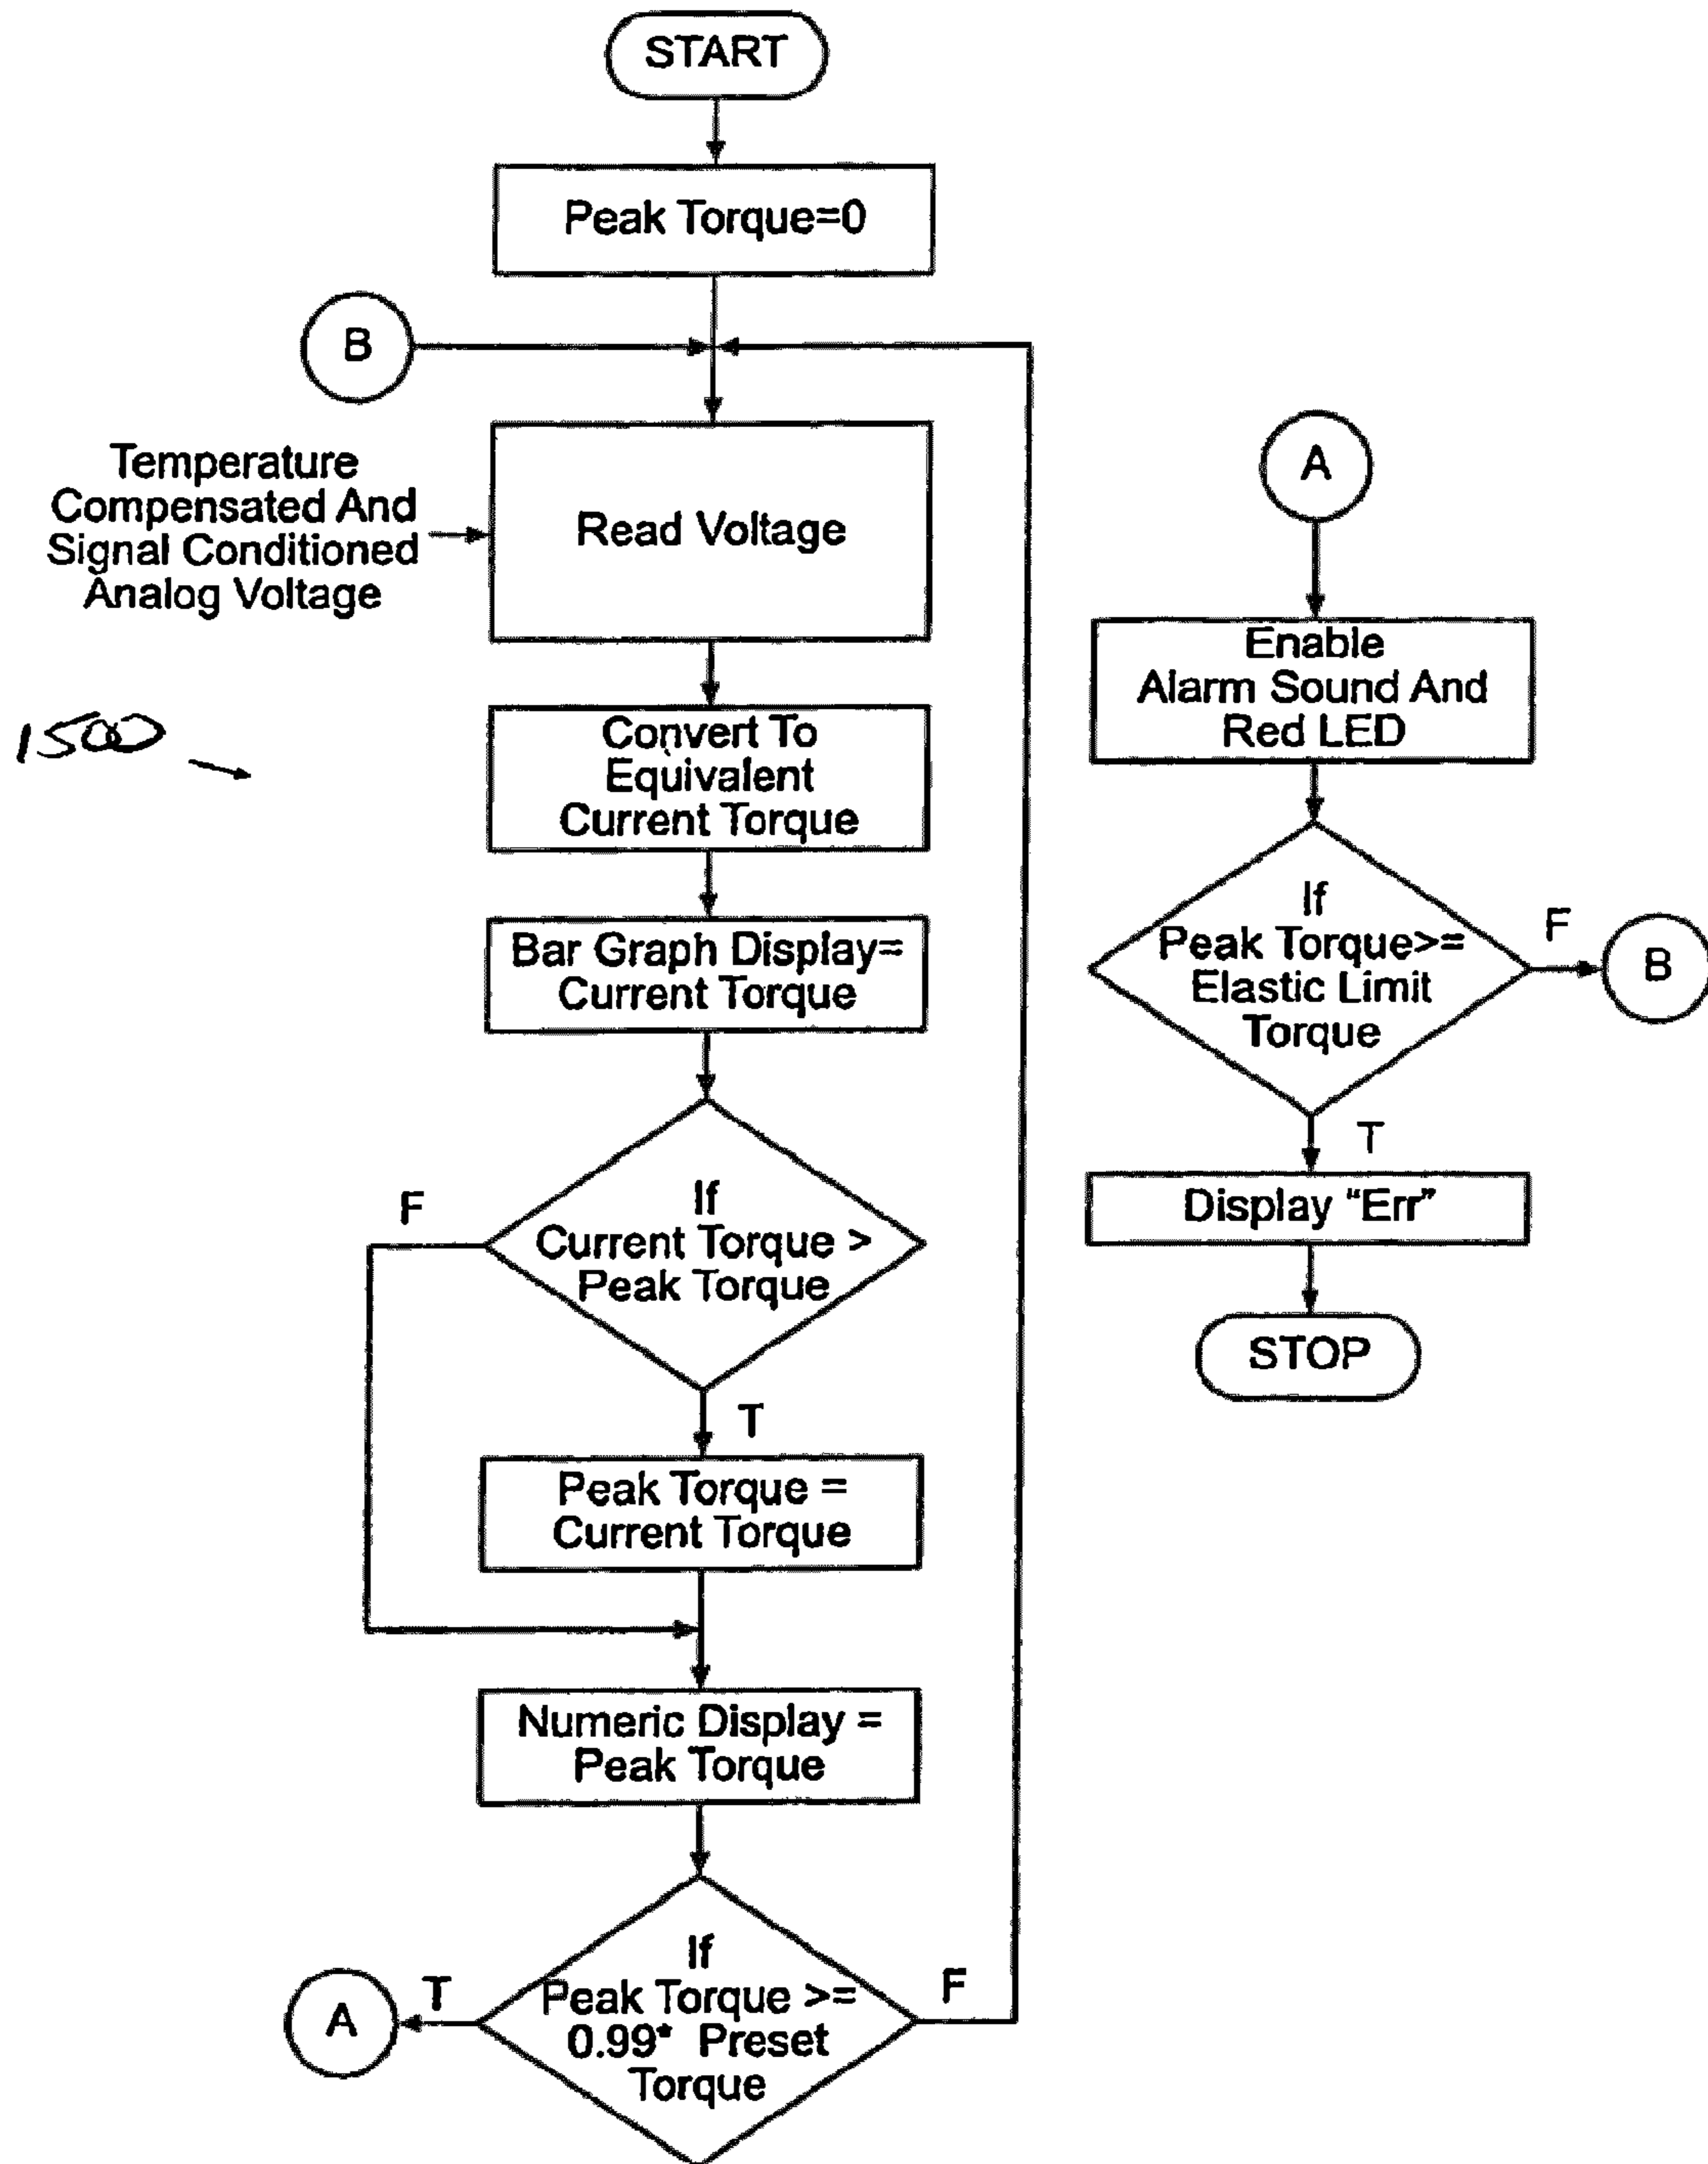 START
Peak Torque=0
B
Temperature
Compensated And
Signal Conditioned
Analog Voltage
Read Voltage
1500
Convert To
Equivalent
Current Torque
Bar Graph Display=
Current Torque
F
If
Current Torque >
Peak Torque
T
Peak Torque =
Current Torque
Numeric Display =
Peak Torque
If
Peak Torque >=
0.99* Preset
Torque
T
A
F
A
Enable
Alarm Sound And
Red LED
If
Peak Torque>=
Elastic Limit
Torque
F
B
T
Display “Err”
STOP